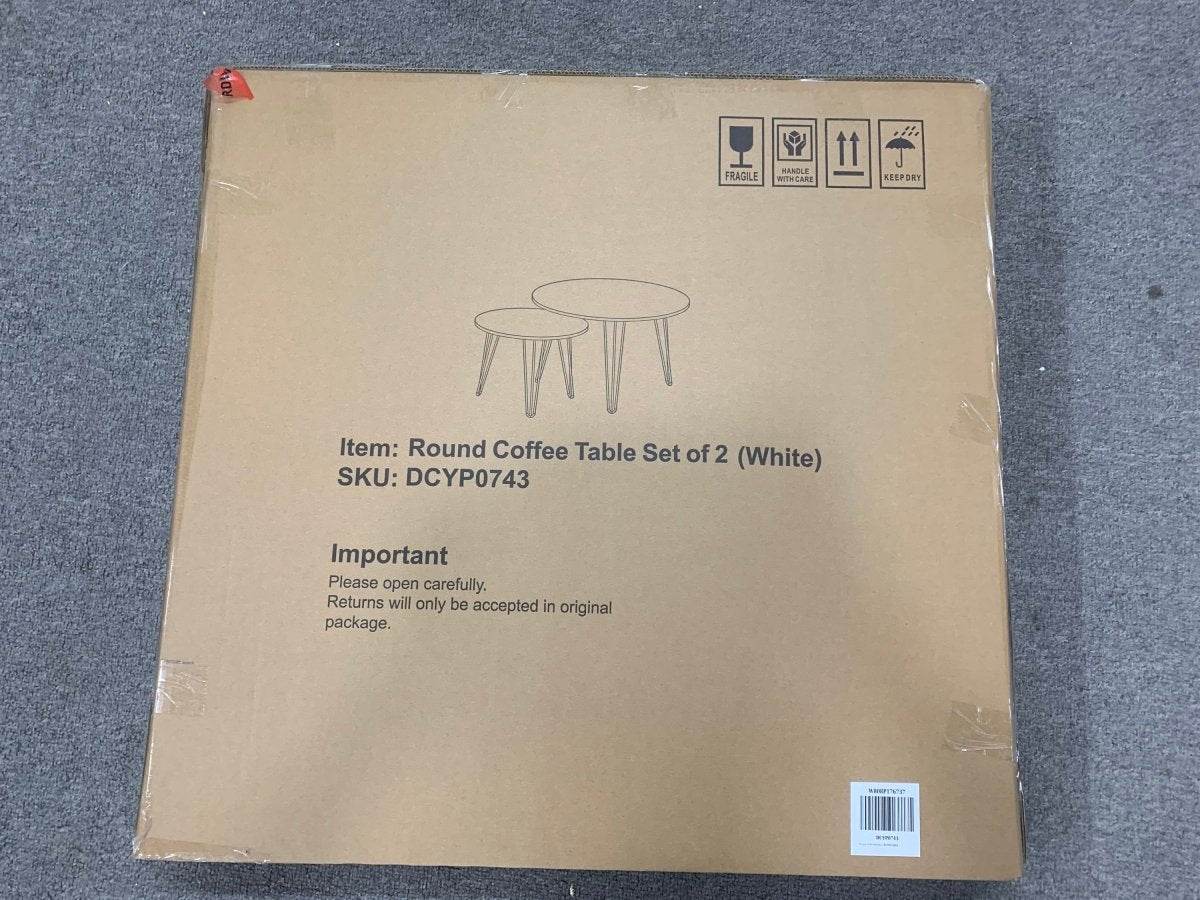 FRAGILE
HANDLE
WITH CARE
KEEP DRY
Item: Round Coffee Table Set of 2 (White)
SKU: DCYP0743
Important
Please open carefully.
Returns will only be accepted in original
package.
DCYP0743